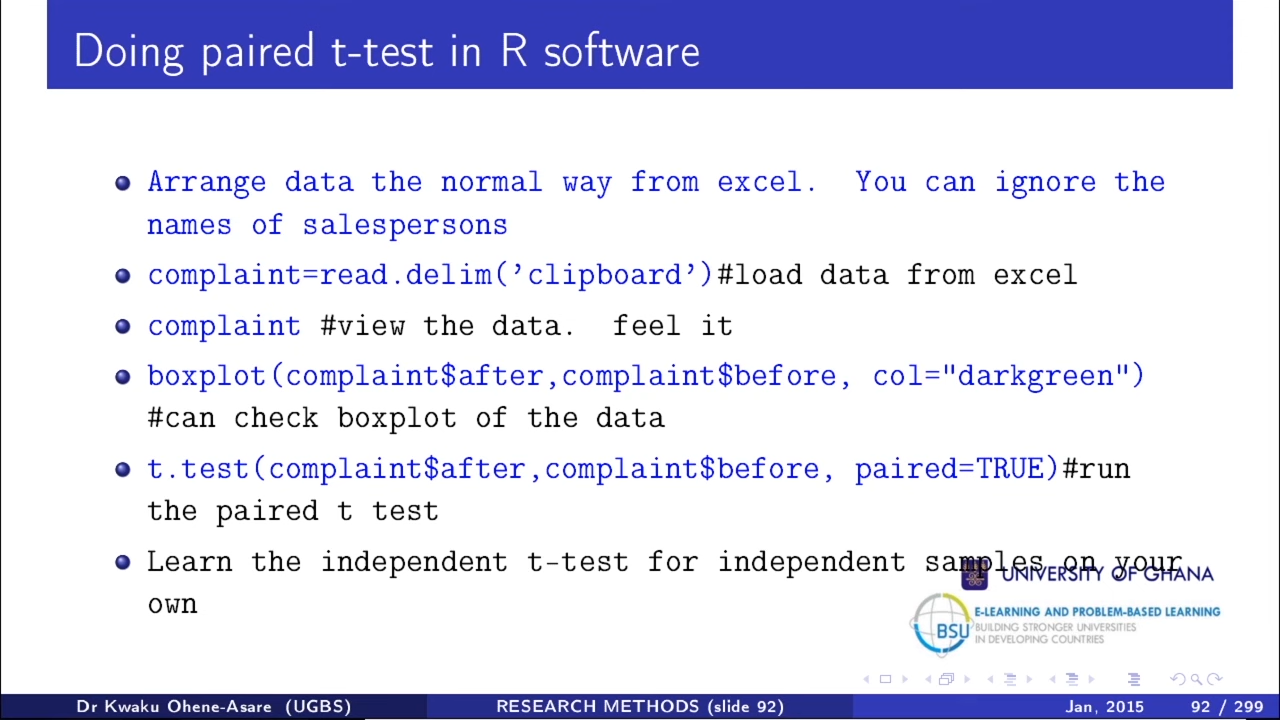 Doing paired t-test in R software
Arrange data the normal way from excel. You can ignore the
names of salespersons
complaint=read.delim(’clipboard’)#load data from excel
complaint #view the data. feel it
boxplot(complaint$after,complaint$before, col="darkgreen")
#can check boxplot of the data
t.test(complaint$after,complaint$before, paired=TRUE)#run
the paired t test
Learn the independent t-test for independent samples on your
own
UNIVERSITY OF GHANA
E-LEARNING AND PROBLEM-BASED LEARNING
BSU
BUILDING STRONGER UNIVERSITIES
IN DEVELOPING COUNTRIES
Dr Kwaku Ohene-Asare (UGBS)
RESEARCH METHODS (slide 92)
Jan, 2015
92 / 299